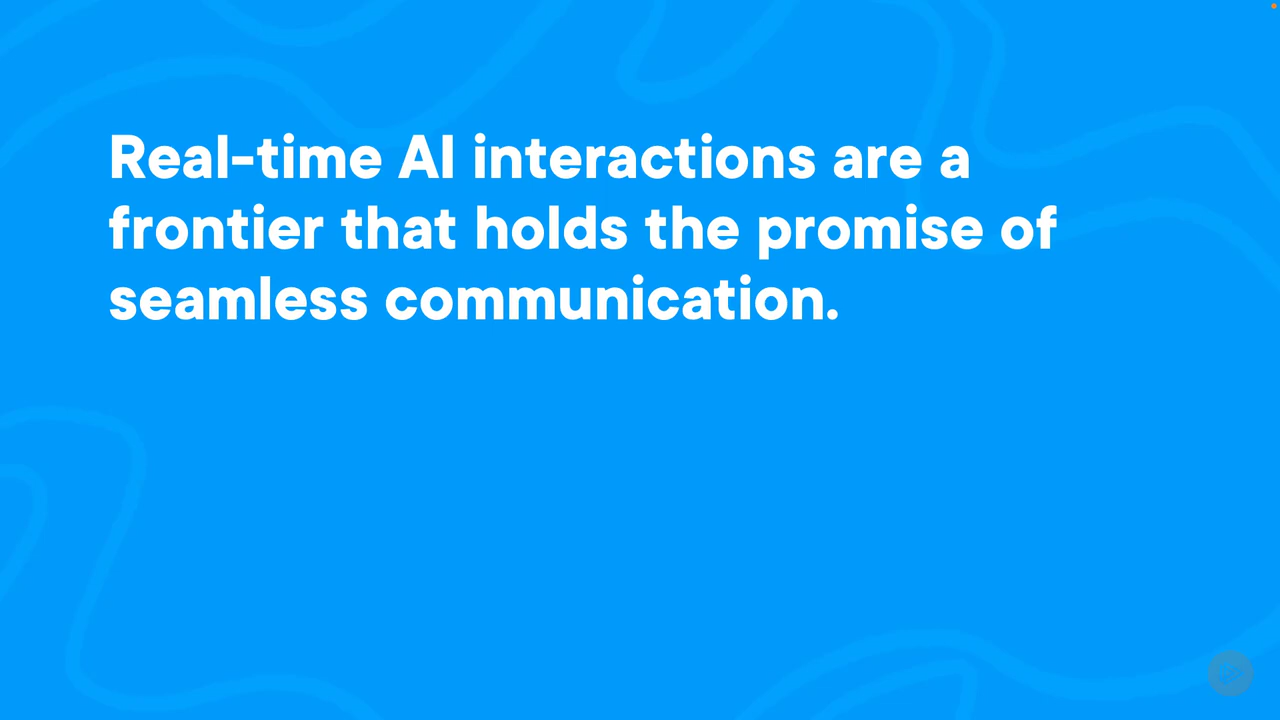 Real-time AI interactions are a
frontier that holds the promise of
seamless communication.